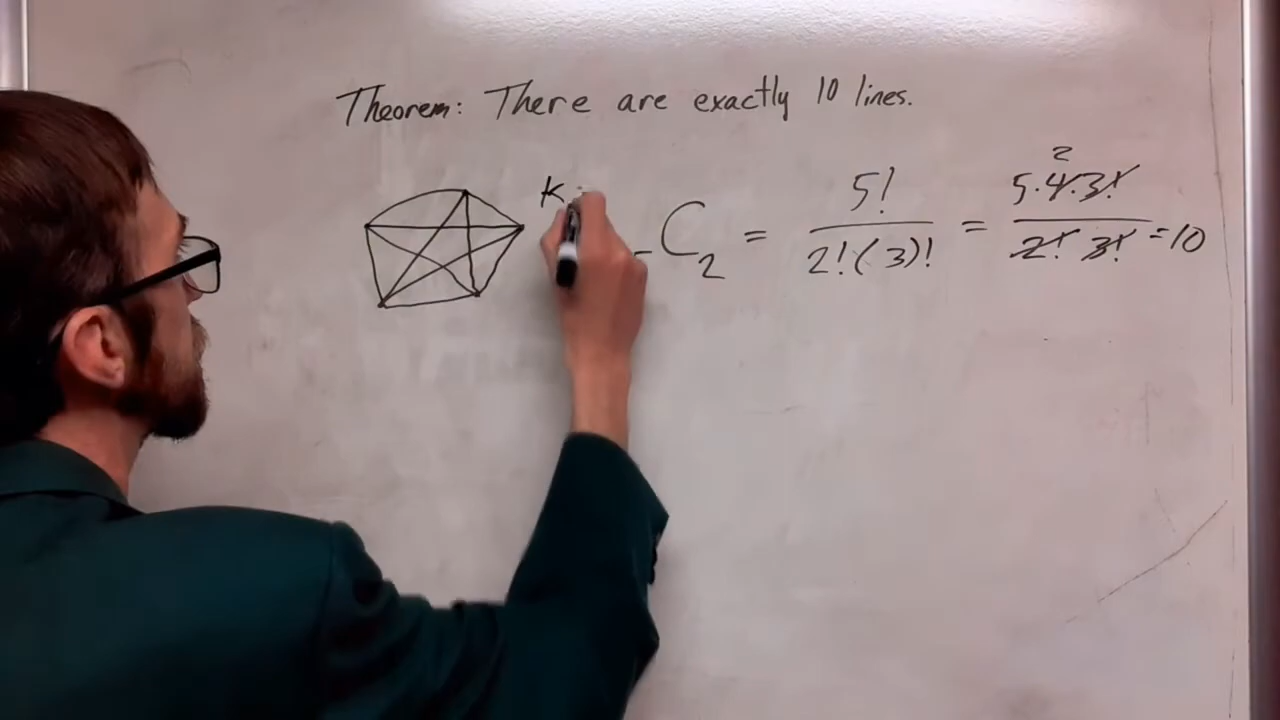 Theorem: There are exactly 10 lines.
K
C₂ = 5! / 2!(3)! = 5·4·3! / 2! 3! = 10
2